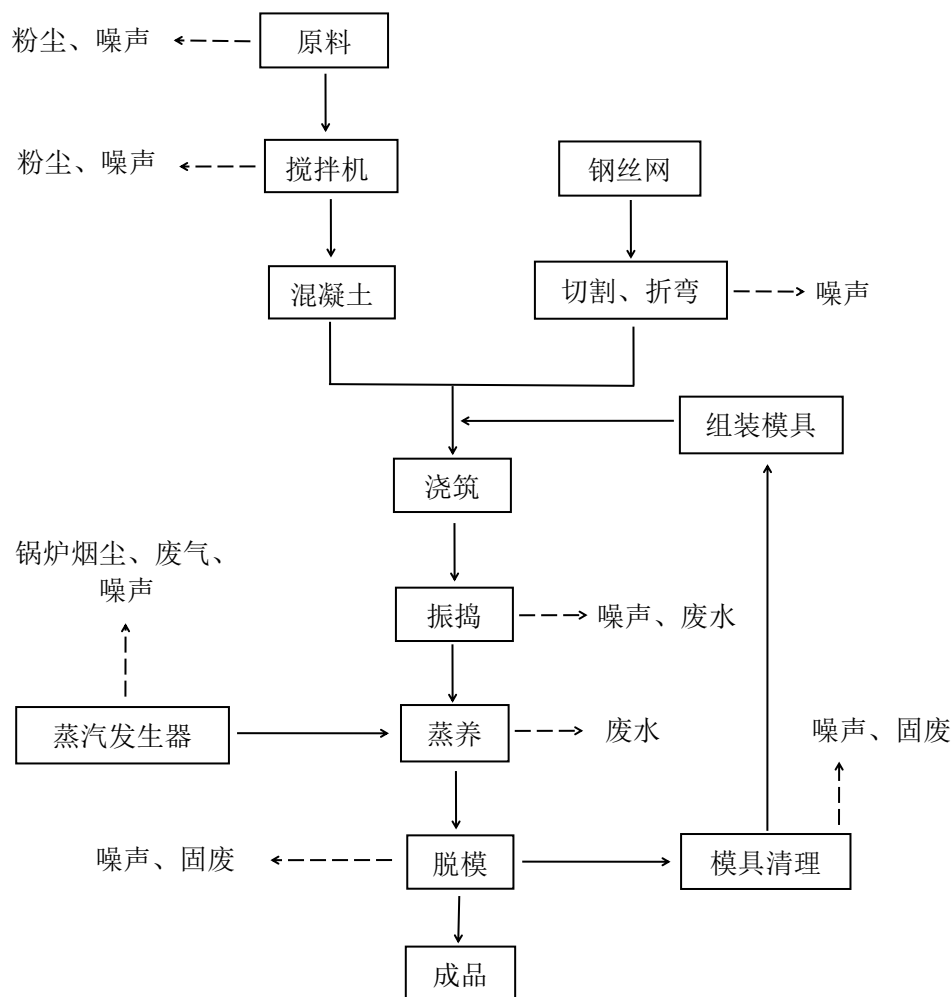 粉尘、噪声
原料
粉尘、噪声
搅拌机
钢丝网
混凝土
切割、折弯
噪声
组装模具
浇筑
锅炉烟尘、废气、
噪声
振捣
噪声、废水
蒸汽发生器
蒸养
废水
噪声、固废
噪声、固废
脱模
模具清理
成品